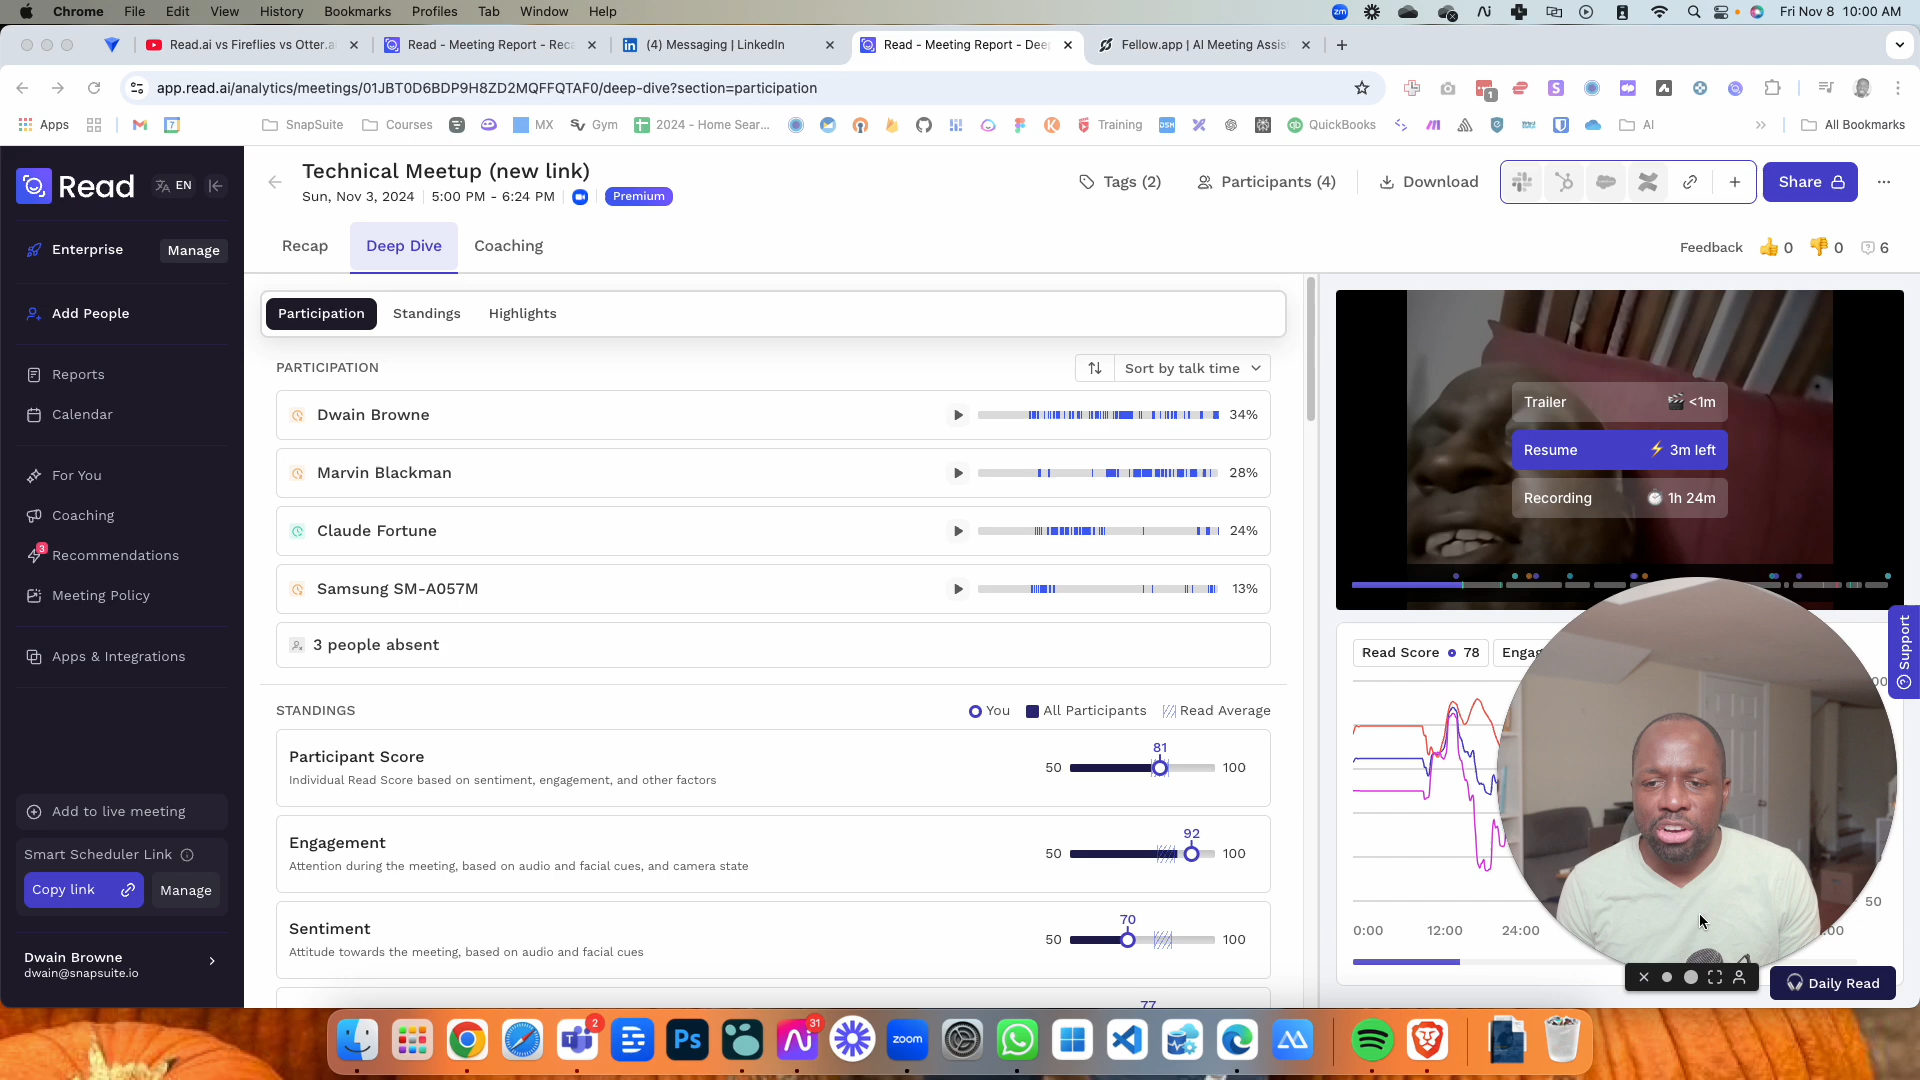 Chrome File Edit View History Bookmarks Profiles Tab Window Help
zm Fri Nov 8 10:00 AM
Read.ai vs Fireflies vs Otter.a
Read - Meeting Report - Reca
(4) Messaging | LinkedIn
Read - Meeting Report - Deep
Fellow.app | AI Meeting Assis
app.read.ai/analytics/meetings/01JBT0D6BDP9H8ZD2MQFFQTAF0/deep-dive?section=participation
1
Apps SnapSuite Courses MX Gym 2024 - Home Sear... Training QuickBooks AI All Bookmarks
Read
EN
Enterprise
Manage
Add People
Reports
Calendar
For You
Coaching
3
Recommendations
Meeting Policy
Apps & Integrations
Add to live meeting
Smart Scheduler Link
Copy link
Manage
Dwain Browne
dwain@snapsuite.io
Technical Meetup (new link)
Sun, Nov 3, 2024 5:00 PM - 6:24 PM Premium
Tags (2)
Participants (4)
Download
Share
Recap
Deep Dive
Coaching
Feedback 0 0 6
Participation
Standings
Highlights
PARTICIPATION
Sort by talk time
Dwain Browne 34%
Marvin Blackman 28%
Claude Fortune 24%
Samsung SM-A057M 13%
3 people absent
STANDINGS
You All Participants Read Average
Participant Score
Individual Read Score based on sentiment, engagement, and other factors
81
50 100
Engagement
Attention during the meeting, based on audio and facial cues, and camera state
92
50 100
Sentiment
Attitude towards the meeting, based on audio and facial cues
70
50 100
77
Trailer <1m
Resume 3m left
Recording 1h 24m
Read Score 78
Engag
50
0:00 12:00 24:00
Support
Daily Read
2
Ps
31
zoom